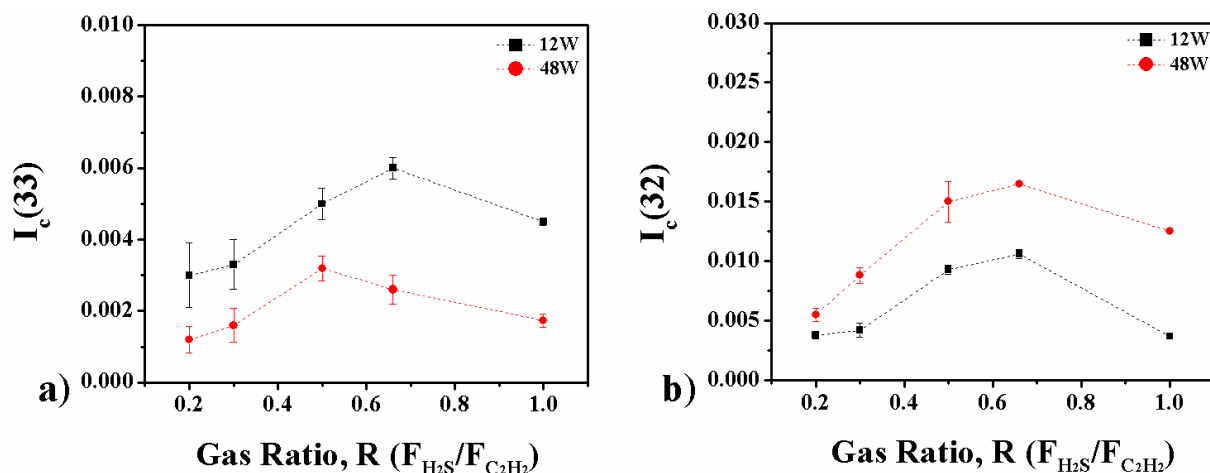 0.010
0.008
0.006
0.004
0.002
0.000
I_c(33)
12W
48W
a)
0.2 0.4 0.6 0.8 1.0
Gas Ratio, R (F_H₂S/F_C₂H₂)
0.030
0.025
0.020
0.015
0.010
0.005
0.000
I_c(32)
12W
48W
b)
0.2 0.4 0.6 0.8 1.0
Gas Ratio, R (F_H₂S/F_C₂H₂)